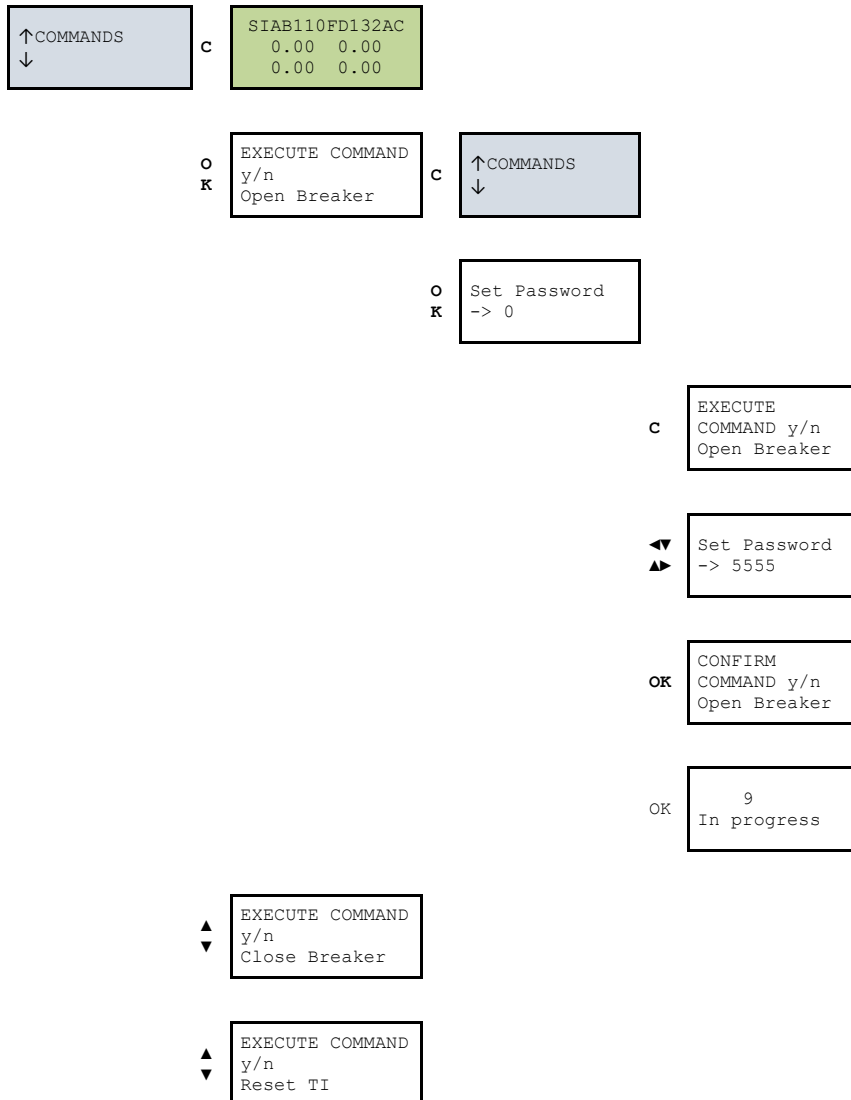 ↑COMMANDS
↓
C
SIAB110FD132AC
0.00 0.00
0.00 0.00
O
K
EXECUTE COMMAND
y/n
Open Breaker
C
↑COMMANDS
↓
O
K
Set Password
-> 0
C
EXECUTE
COMMAND y/n
Open Breaker
◄▼
▲►
Set Password
-> 5555
OK
CONFIRM
COMMAND y/n
Open Breaker
OK
9
In progress
▲
▼
EXECUTE COMMAND
y/n
Close Breaker
▲
▼
EXECUTE COMMAND
y/n
Reset TI